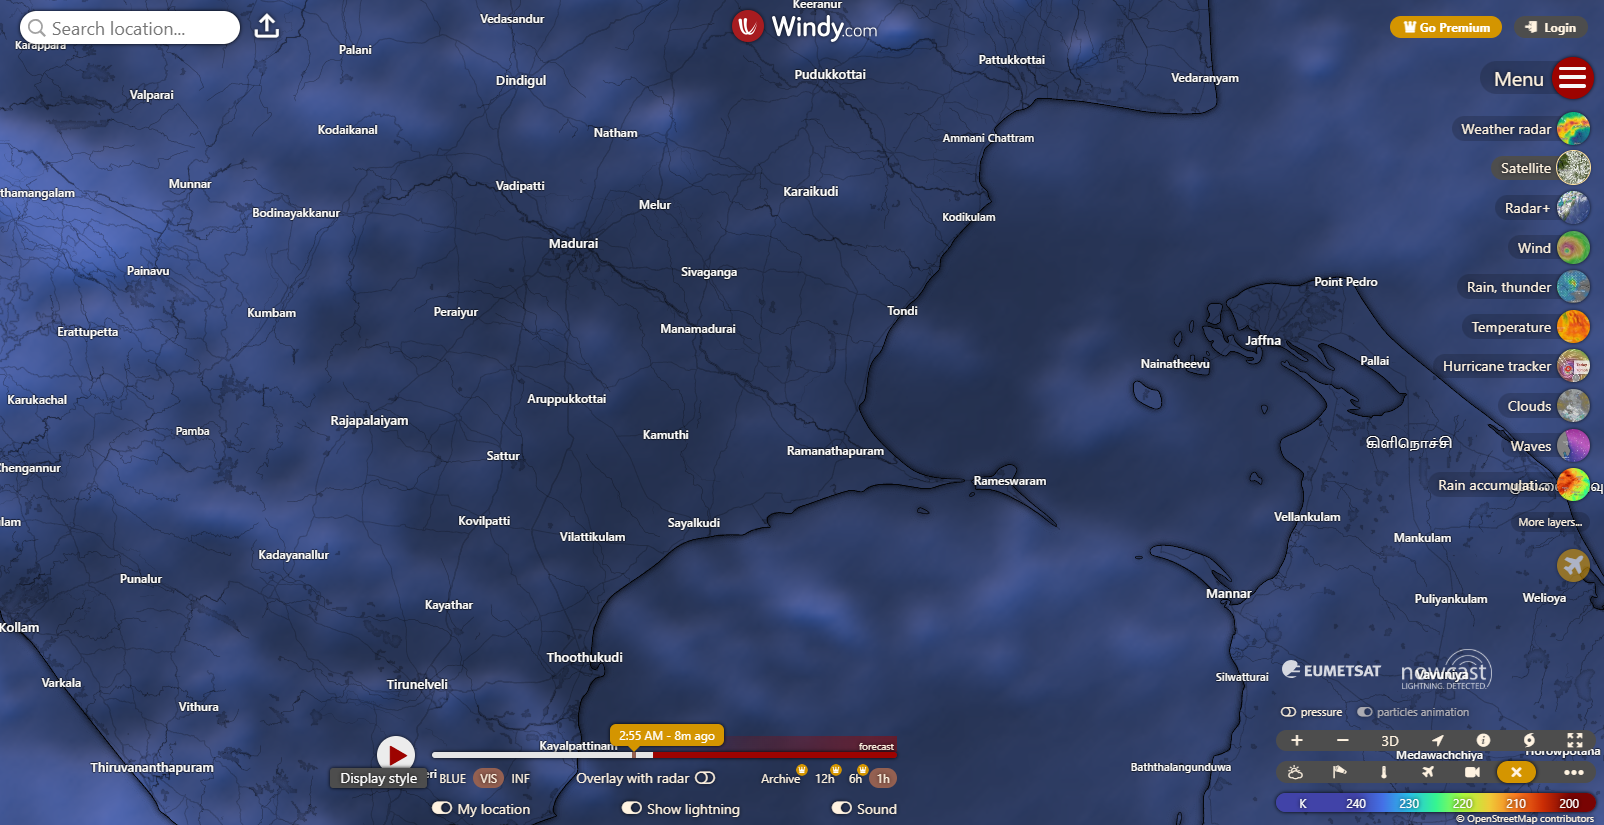 Search location...
Windy.com
Go Premium
Login
Menu
Weather radar
Satellite
Radar+
Wind
Rain, thunder
Temperature
Hurricane tracker
Clouds
Waves
Rain accumulati...
More layers...
Keeranur
Vedasandur
Karappara
Palani
Pattukkottai
Pudukkottai
Vedaranyam
Dindigul
Valparai
Kodaikanal
Natham
Ammani Chattram
Munnar
Vadipatti
Karaikudi
thamangalam
Melur
Bodinayakkanur
Kodikulam
Madurai
Painavu
Sivaganga
Point Pedro
Kumbam
Peraiyur
Tondi
Erattupetta
Manamadurai
Jaffna
Nainatheevu
Pallai
Karukachal
Aruppukkottai
Rajapalaiyam
Pamba
Kamuthi
கிளிநொச்சி
Ramanathapuram
Sattur
Chengannur
Rameswaram
Vellankulam
Kovilpatti
Sayalkudi
lam
Vilattikulam
Mankulam
Kadayanallur
Punalur
Mannar
Welioya
Puliyankulam
Kayathar
Kollam
Thoothukudi
Silwatturai
Vavuniya
Varkala
Tirunelveli
Vithura
Kayalpattinam
Thiruvananthapuram
Baththalangunduwa
Medawachchiya
Horowpotana
EUMETSAT
nowcast
LIGHTNING. DETECTED.
pressure
particles animation
3D
K 240 230 220 210 200
© OpenStreetMap contributors
2:55 AM - 8m ago
forecast
Display style
eri
BLUE VIS INF
Overlay with radar
Archive 12h 6h 1h
My location
Show lightning
Sound